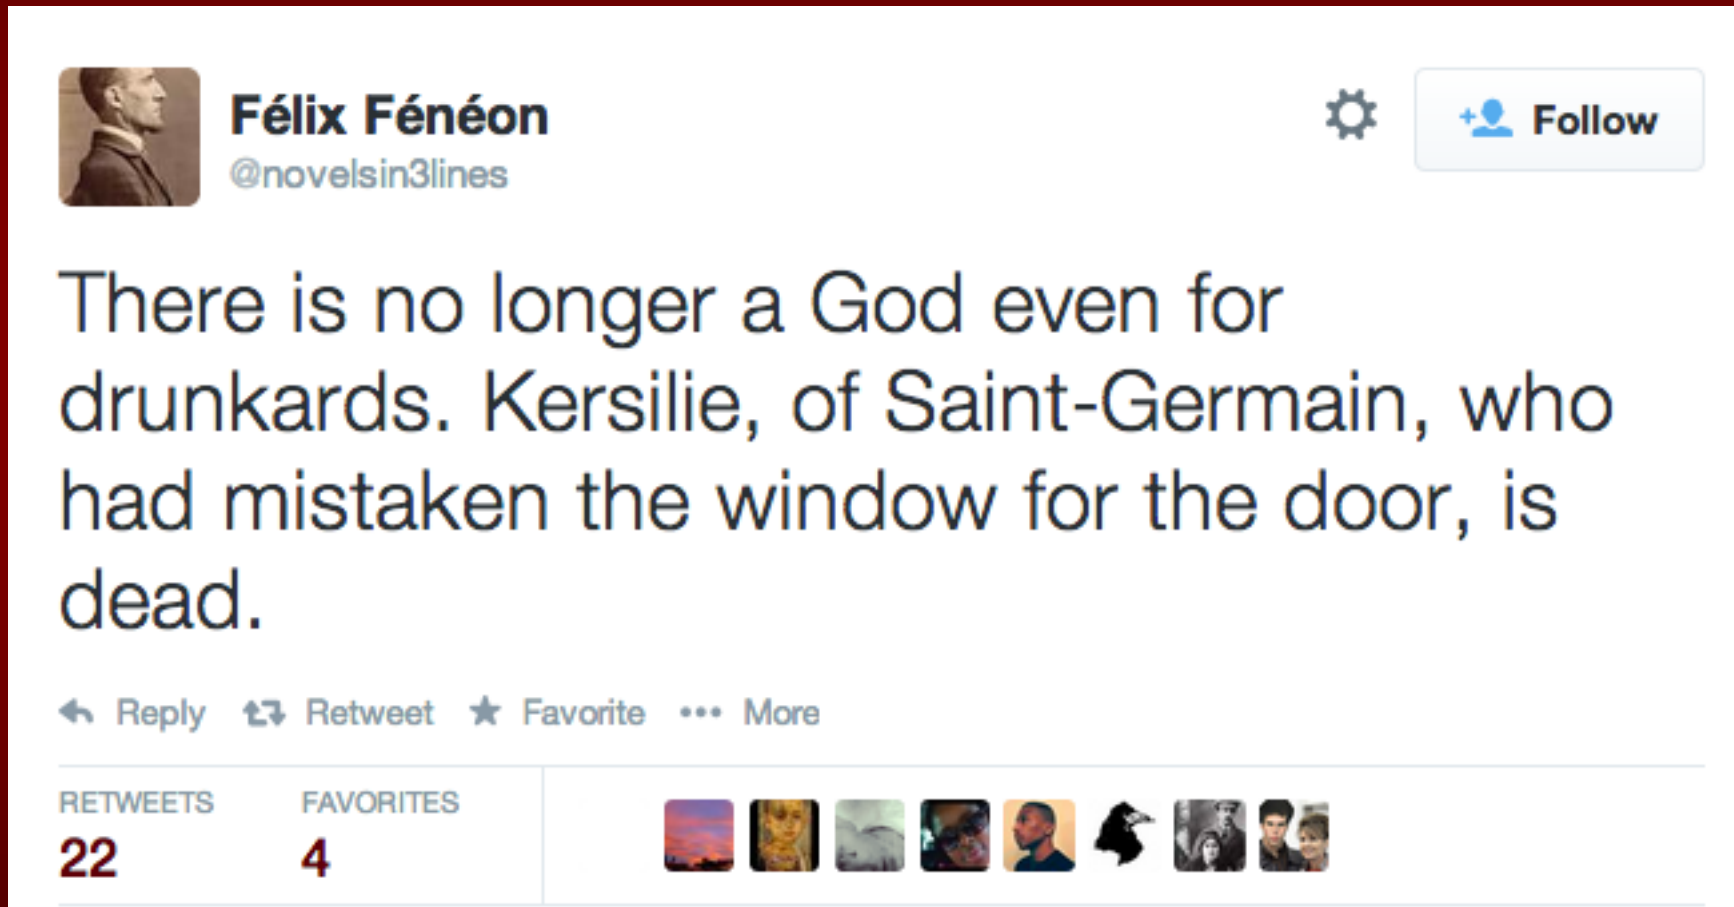 Félix Fénéon
@novelsin3lines
Follow
There is no longer a God even for
drunkards. Kersilie, of Saint-Germain, who
had mistaken the window for the door, is
dead.
Reply Retweet Favorite More
RETWEETS FAVORITES
22 4